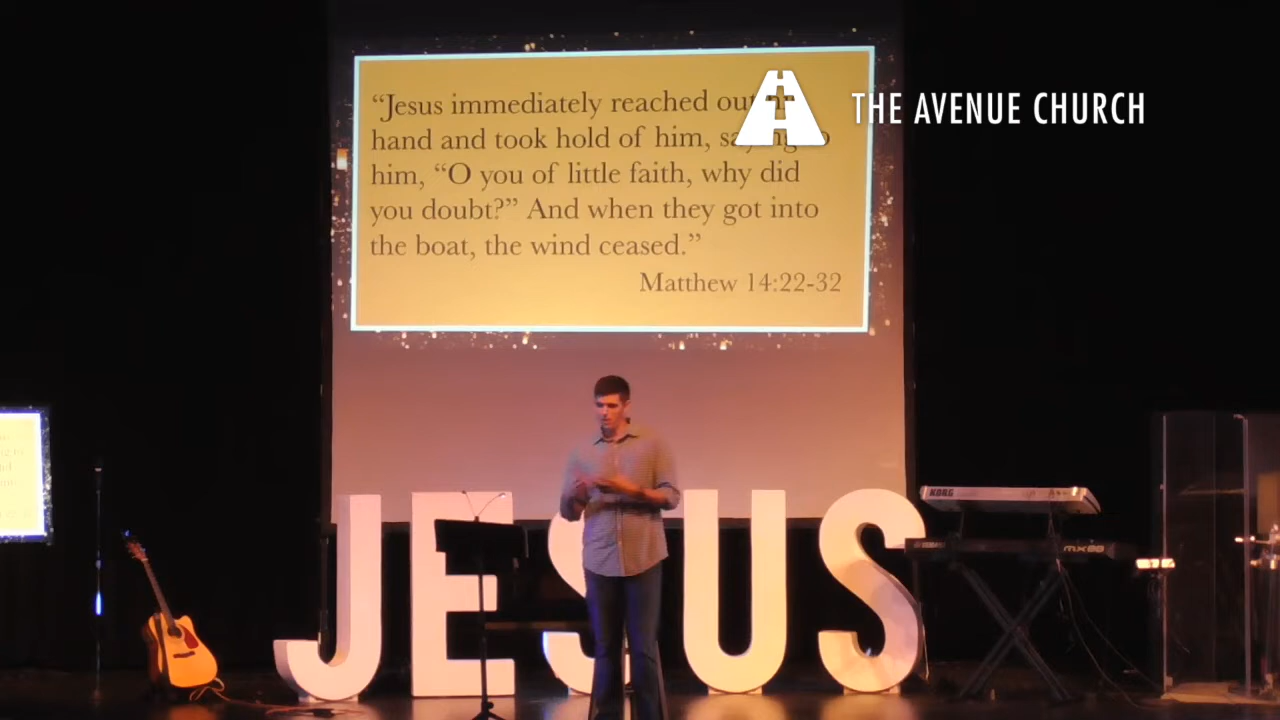 “Jesus immediately reached out
hand and took hold of him,
him, “O you of little faith, why did
you doubt?” And when they got into
the boat, the wind ceased.”
Matthew 14:22-32
THE AVENUE CHURCH
JESUS
KORG
YAMAHA
MX88